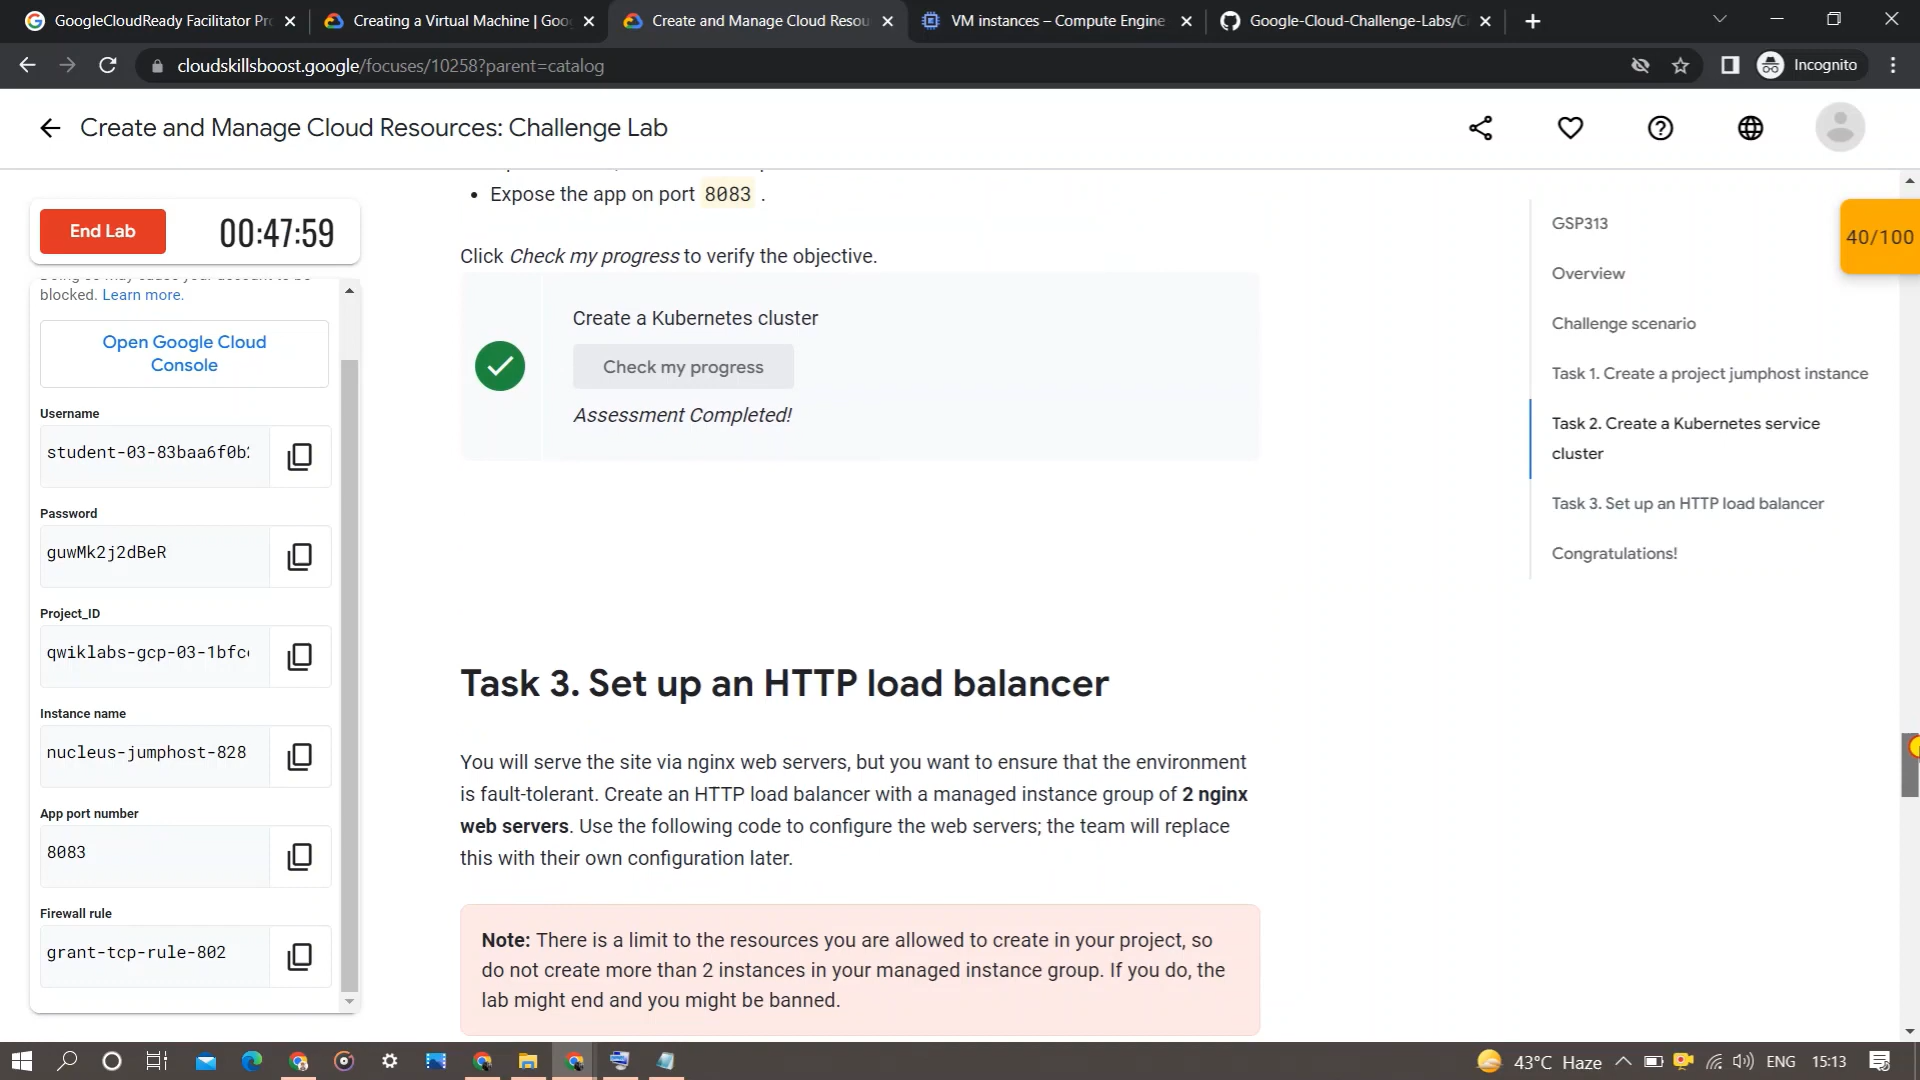 GoogleCloudReady Facilitator Pr
Creating a Virtual Machine | Goo
Create and Manage Cloud Resou
VM instances – Compute Engine
Google-Cloud-Challenge-Labs/C
cloudskillsboost.google/focuses/10258?parent=catalog
Incognito
Create and Manage Cloud Resources: Challenge Lab
End Lab
00:47:59
blocked. Learn more.
Open Google Cloud
Console
Username
student-03-83baa6f0b
Password
guwMk2j2dBeR
Project_ID
qwiklabs-gcp-03-1bfc
Instance name
nucleus-jumphost-828
App port number
8083
Firewall rule
grant-tcp-rule-802
• Expose the app on port 8083 .
Click Check my progress to verify the objective.
Create a Kubernetes cluster
Check my progress
Assessment Completed!
Task 3. Set up an HTTP load balancer
You will serve the site via nginx web servers, but you want to ensure that the environment
is fault-tolerant. Create an HTTP load balancer with a managed instance group of 2 nginx
web servers. Use the following code to configure the web servers; the team will replace
this with their own configuration later.
Note: There is a limit to the resources you are allowed to create in your project, so
do not create more than 2 instances in your managed instance group. If you do, the
lab might end and you might be banned.
GSP313
Overview
Challenge scenario
Task 1. Create a project jumphost instance
Task 2. Create a Kubernetes service
cluster
Task 3. Set up an HTTP load balancer
Congratulations!
40/100
43°C Haze
ENG
15:13